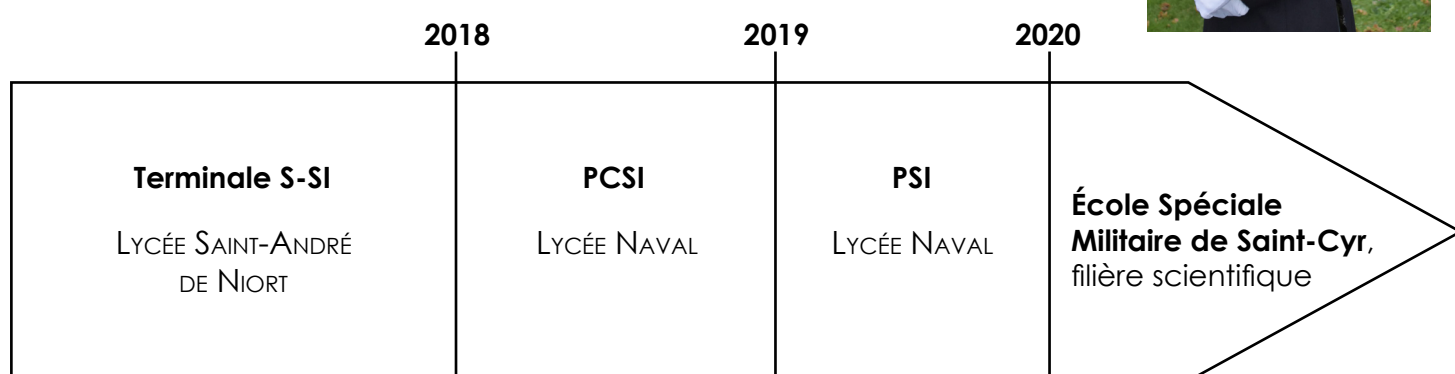 2018
2019
2020
Terminale S-SI
Lycée Saint-André
de Niort
PCSI
Lycée Naval
PSI
Lycée Naval
École Spéciale
Militaire de Saint-Cyr,
filière scientifique